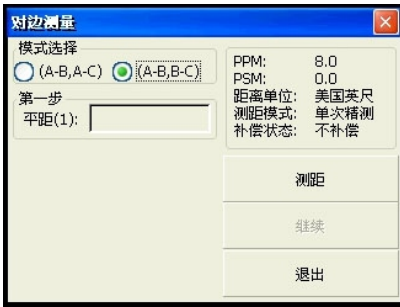 对边测量
模式选择
(A-B,A-C) (A-B,B-C)
第一步
平距(1):
PPM: 8.0
PSM: 0.0
距离单位: 美国英尺
测距模式: 单次精测
补偿状态: 不补偿
测距
继续
退出